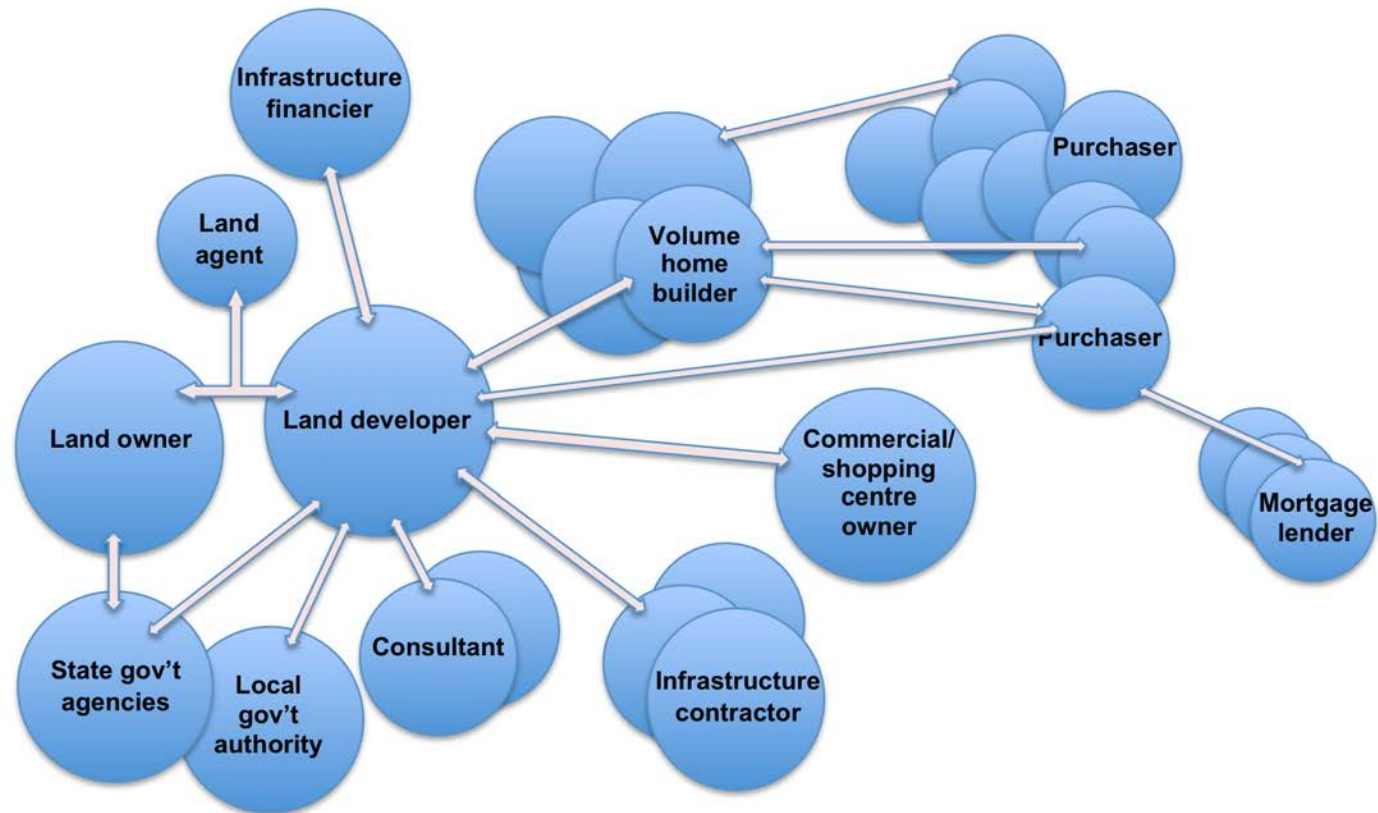 Infrastructure
financier
Land
agent
Purchaser
Volume
home
builder
Purchaser
Land owner
Land developer
Commercial/
shopping
centre
owner
Mortgage
lender
State gov't
agencies
Local
gov't
authority
Consultant
Infrastructure
contractor